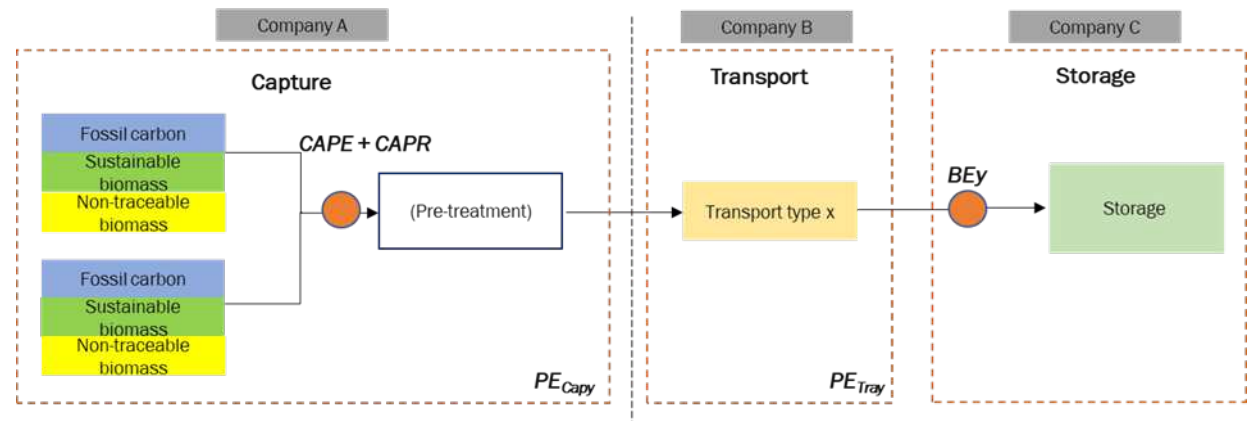 Company A
Company B
Company C
Capture
Transport
Storage
Fossil carbon
Sustainable
biomass
Non-traceable
biomass
CAPE + CAPR
(Pre-treatment)
Transport type x
BEy
Storage
Fossil carbon
Sustainable
biomass
Non-traceable
biomass
PECapy
PETray